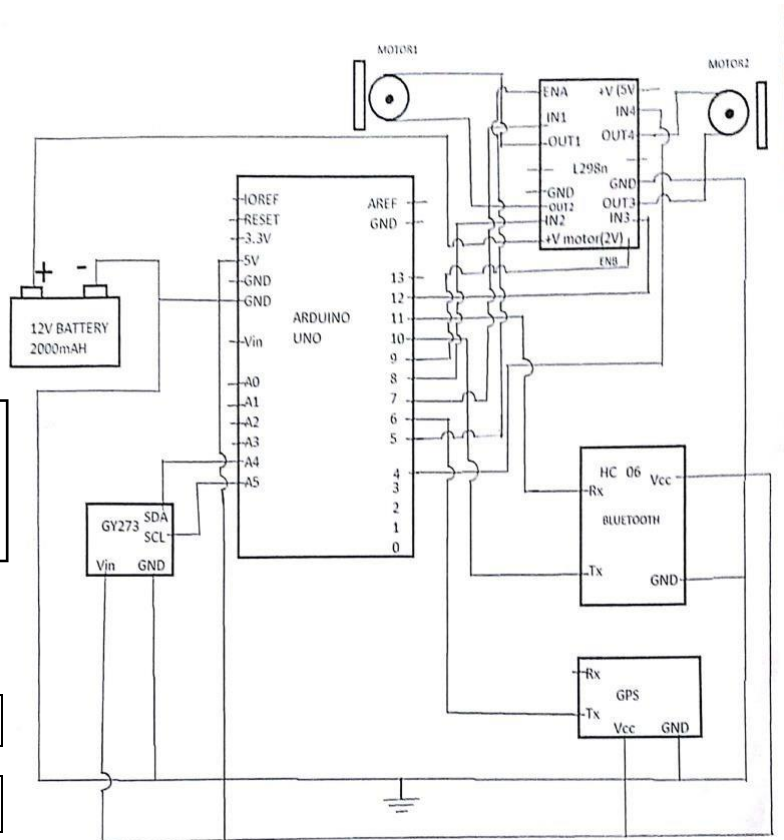 MOTOR1
MOTOR2
ENA
+V (5V
IN1
IN4
OUT1
OUT4
L298n
GND
GND
OUT2
OUT3
IN2
IN3
+V motor(2V)
ENB
IOREF
RESET
3.3V
5V
GND
GND
Vin
A0
A1
A2
A3
A4
A5
AREF
GND
ARDUINO
UNO
13
12
11
10
9
8
7
6
5
4
3
2
1
0
+ -
12V BATTERY
2000mAH
GY273
SDA
SCL
Vin GND
HC 06
Vcc
Rx
BLUETOOTH
Tx
GND
Rx
GPS
Tx
Vcc GND